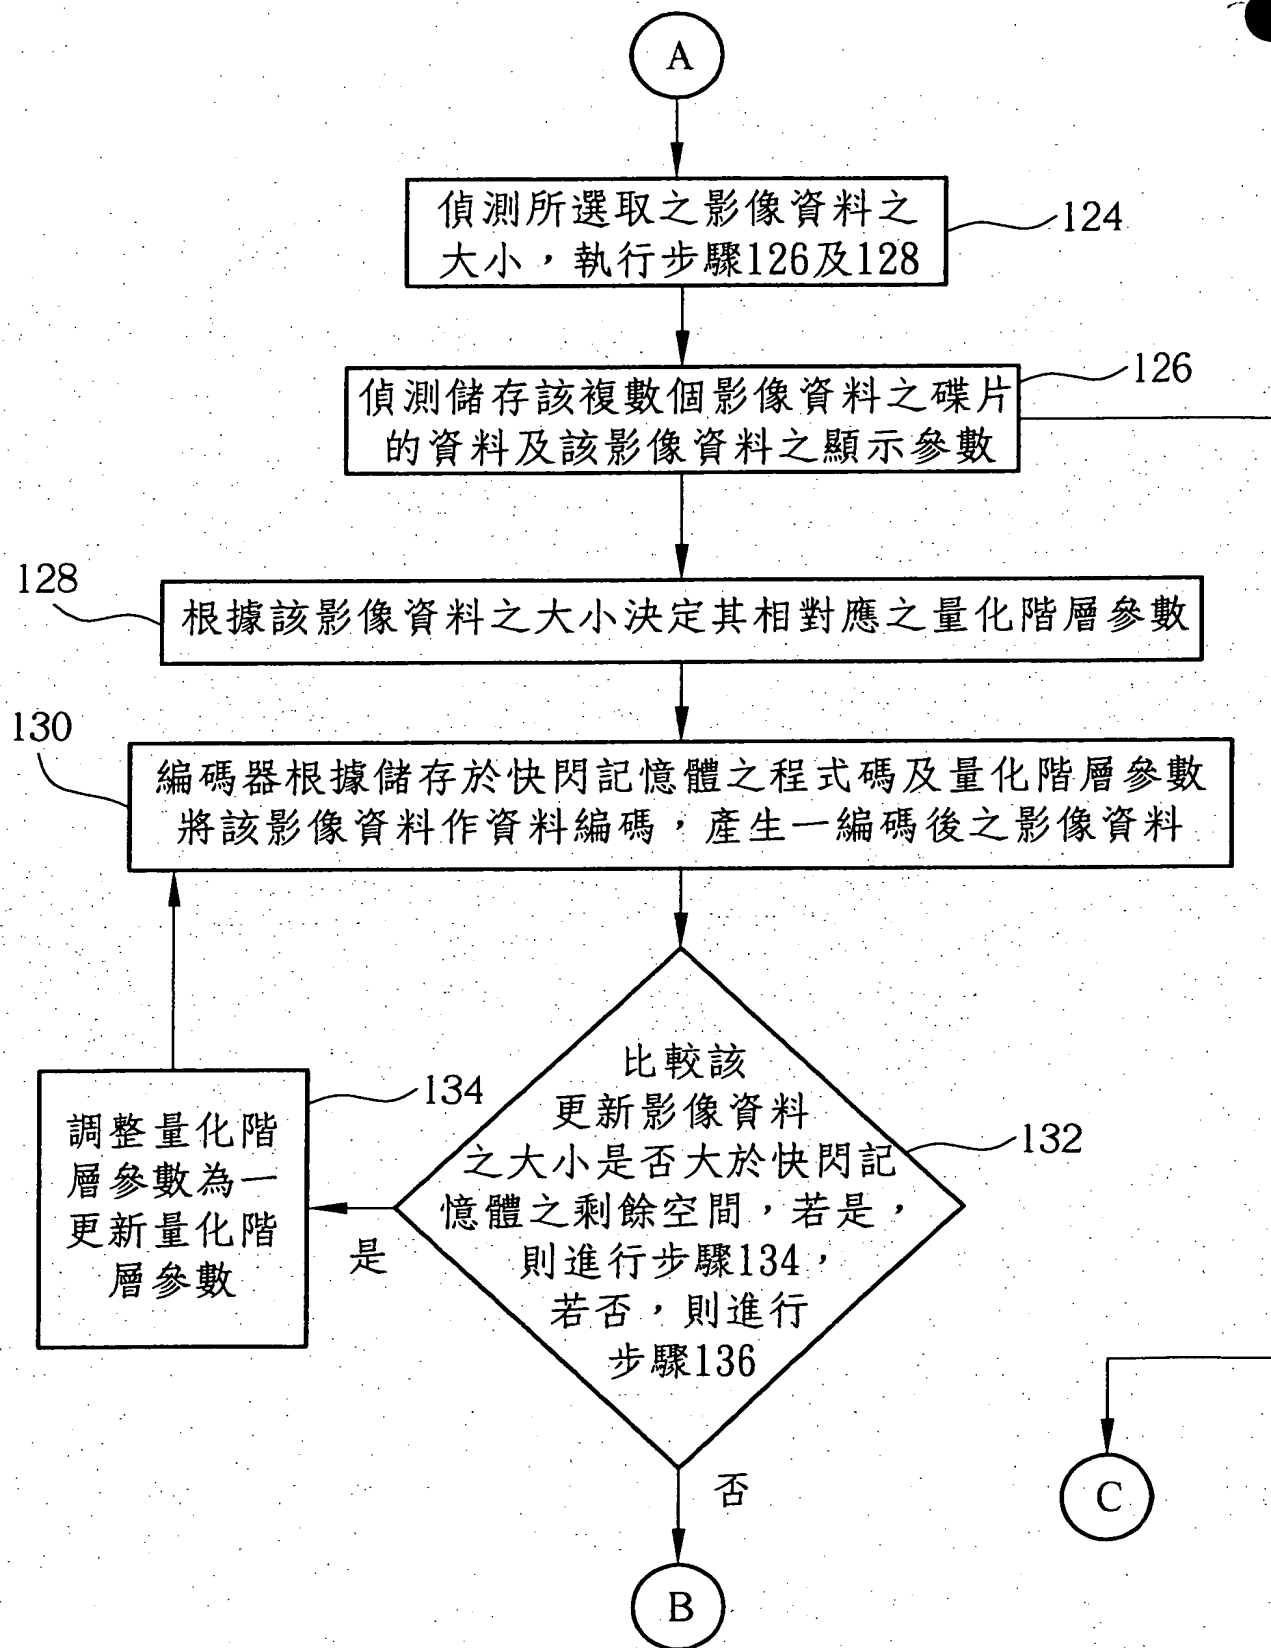 A
偵測所選取之影像資料之
大小，執行步驟126及128
124
偵測儲存該複數個影像資料之碟片
的資料及該影像資料之顯示參數
126
128
根據該影像資料之大小決定其相對應之量化階層參數
130
編碼器根據儲存於快閃記憶體之程式碼及量化階層參數
將該影像資料作資料編碼，產生一編碼後之影像資料
比較該
更新影像資料
之大小是否大於快閃記
憶體之剩餘空間，若是，
則進行步驟134，
若否，則進行
步驟136
132
134
調整量化階
層參數為一
更新量化階
層參數
是
否
C
B